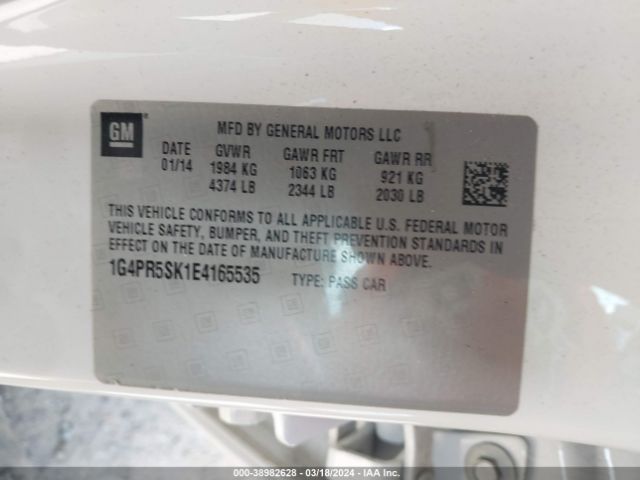 GM
MFD BY GENERAL MOTORS LLC
DATE GVWR GAWR FRT GAWR RR
01/14 1984 KG 1063 KG 921 KG
4374 LB 2344 LB 2030 LB
THIS VEHICLE CONFORMS TO ALL APPLICABLE U.S. FEDERAL MOTOR
VEHICLE SAFETY, BUMPER, AND THEFT PREVENTION STANDARDS IN
EFFECT ON THE DATE OF MANUFACTURE SHOWN ABOVE.
1G4PR5SK1E4165535 TYPE: PASS CAR
000-38982628 - 03/18/2024 - IAA Inc.